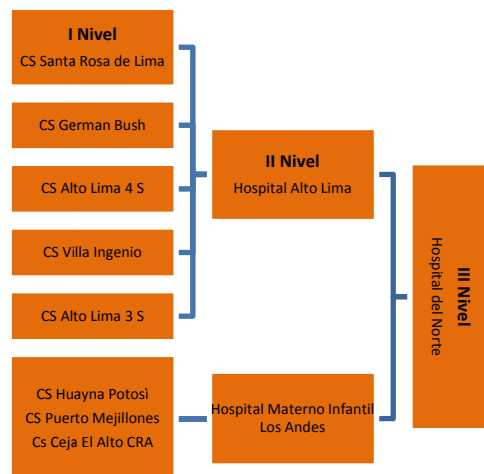 I Nivel
CS Santa Rosa de Lima
CS German Bush
CS Alto Lima 4 S
CS Villa Ingenio
CS Alto Lima 3 S
CS Huayna Potosì
CS Puerto Mejillones
Cs Ceja El Alto CRA
II Nivel
Hospital Alto Lima
Hospital Materno Infantil
Los Andes
III Nivel
Hospital del Norte